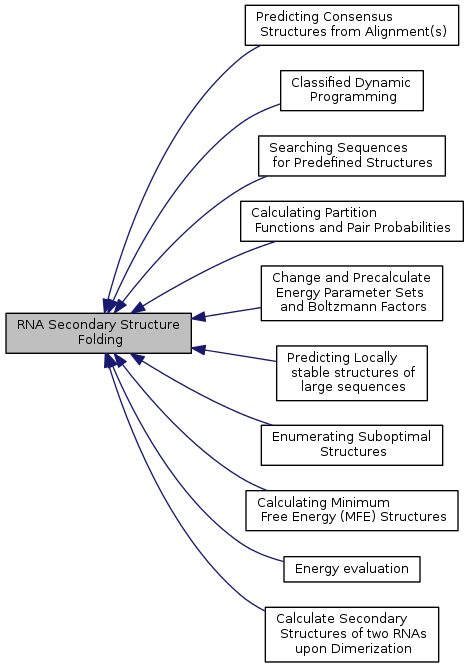 Predicting Consensus
Structures from Alignment(s)
Classified Dynamic
Programming
Searching Sequences
for Predefined Structures
Calculating Partition
Functions and Pair Probabilities
Change and Precalculate
Energy Parameter Sets
and Boltzmann Factors
RNA Secondary Structure
Folding
Predicting Locally
stable structures of
large sequences
Enumerating Suboptimal
Structures
Calculating Minimum
Free Energy (MFE) Structures
Energy evaluation
Calculate Secondary
Structures of two RNAs
upon Dimerization